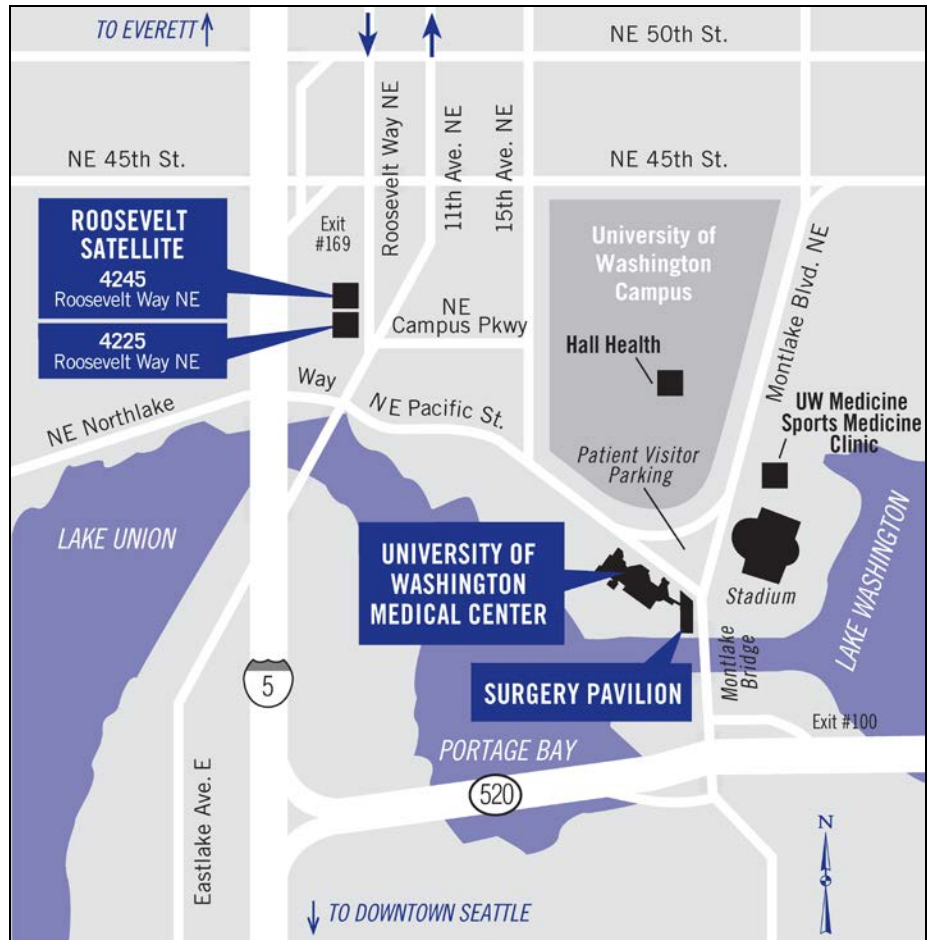 TO EVERETT
NE 50th St.
NE 45th St.
Roosevelt Way NE
11th Ave. NE
15th Ave. NE
NE 45th St.
ROOSEVELT
SATELLITE
4245
Roosevelt Way NE
4225
Roosevelt Way NE
Exit
#169
University of
Washington
Campus
Montlake Blvd. NE
NE
Campus Pkwy
Hall Health
NE Northlake
Way
NE Pacific St.
UW Medicine
Sports Medicine
Clinic
Patient Visitor
Parking
LAKE UNION
UNIVERSITY OF
WASHINGTON
MEDICAL CENTER
Stadium
LAKE WASHINGTON
SURGERY PAVILION
Montlake
Bridge
5
Exit #100
PORTAGE BAY
520
Eastlake Ave. E
N
TO DOWNTOWN SEATTLE